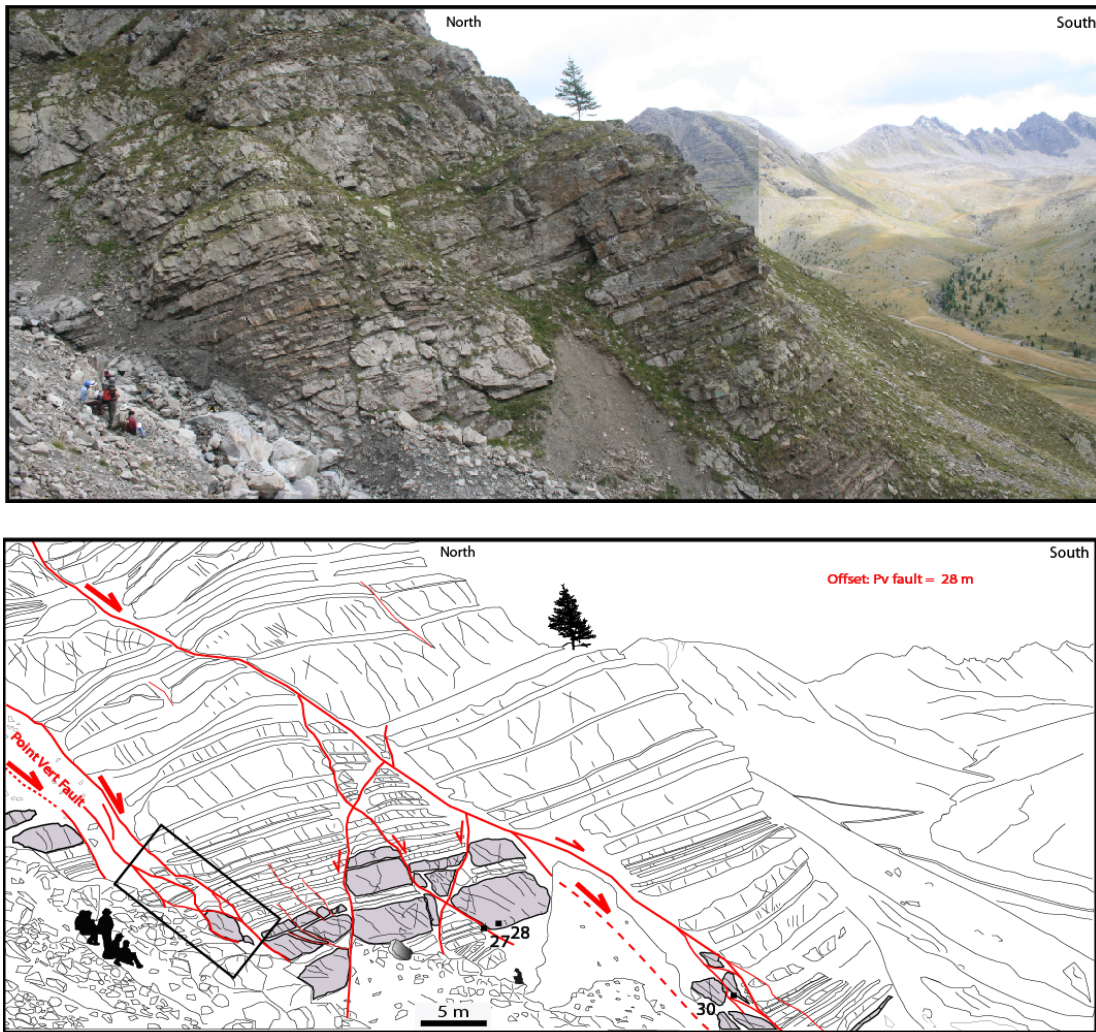 North
South
North
South
Offset: Pv fault = 28 m
Point Vert Fault
28
27
30
5 m